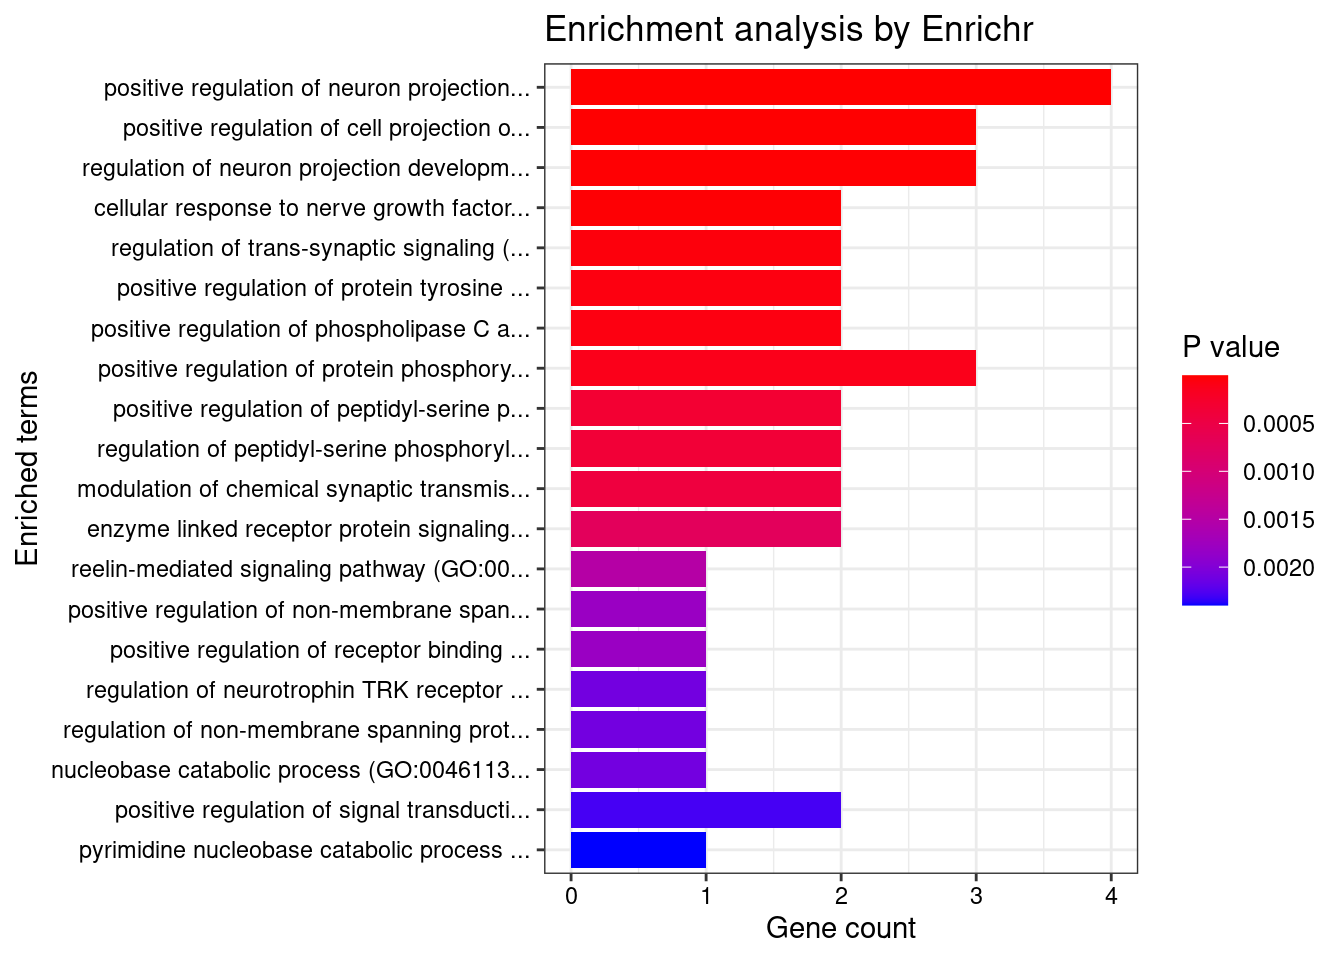 Enrichment analysis by Enrichr
positive regulation of neuron projection...
positive regulation of cell projection o...
regulation of neuron projection developm...
cellular response to nerve growth factor...
regulation of trans-synaptic signaling (...
positive regulation of protein tyrosine ...
positive regulation of phospholipase C a...
positive regulation of protein phosphory...
positive regulation of peptidyl-serine p...
regulation of peptidyl-serine phosphoryl...
modulation of chemical synaptic transmis...
enzyme linked receptor protein signaling...
reelin-mediated signaling pathway (GO:00...
positive regulation of non-membrane span...
positive regulation of receptor binding ...
regulation of neurotrophin TRK receptor ...
regulation of non-membrane spanning prot...
nucleobase catabolic process (GO:0046113...
positive regulation of signal transducti...
pyrimidine nucleobase catabolic process ...
Enriched terms
0 1 2 3 4
Gene count
P value
0.0005
0.0010
0.0015
0.0020